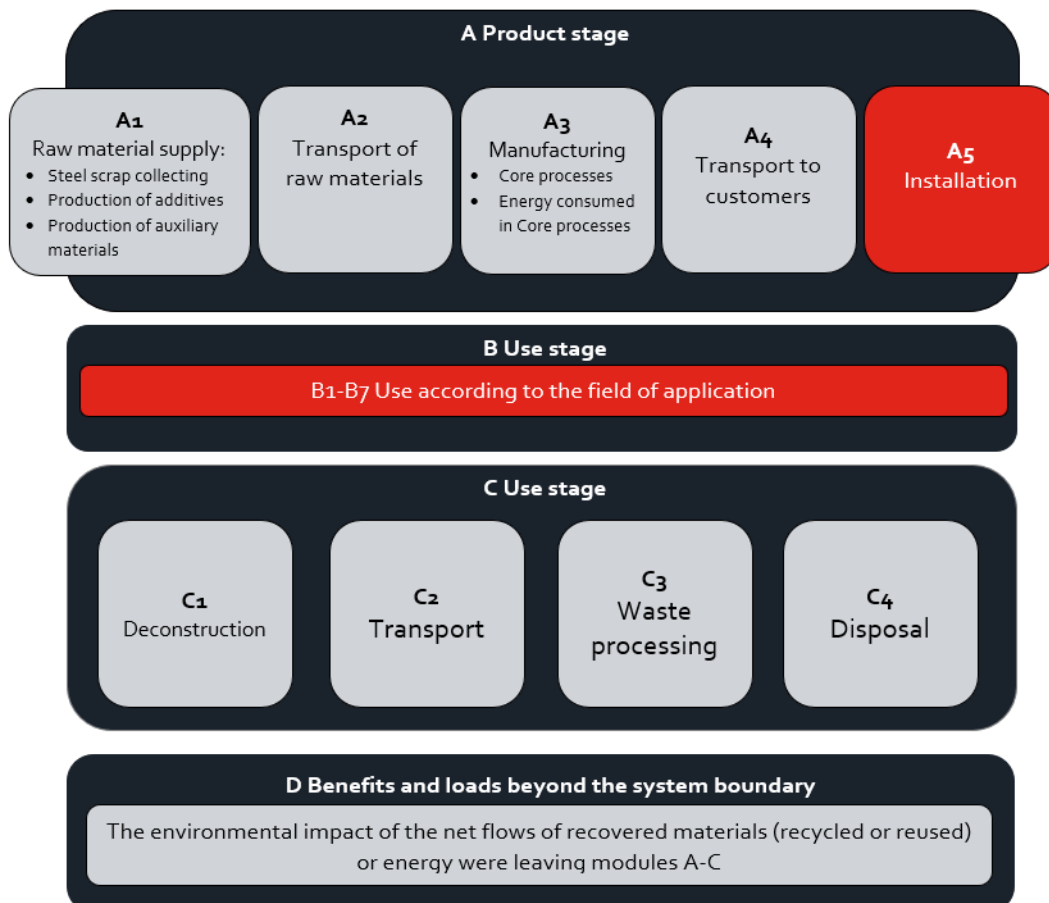 A Product stage
A1
Raw material supply:
• Steel scrap collecting
• Production of additives
• Production of auxiliary
materials
A2
Transport of
raw materials
A3
Manufacturing
• Core processes
• Energy consumed
in Core processes
A4
Transport to
customers
A5
Installation
B Use stage
B1-B7 Use according to the field of application
C Use stage
C1
Deconstruction
C2
Transport
C3
Waste
processing
C4
Disposal
D Benefits and loads beyond the system boundary
The environmental impact of the net flows of recovered materials (recycled or reused)
or energy were leaving modules A-C